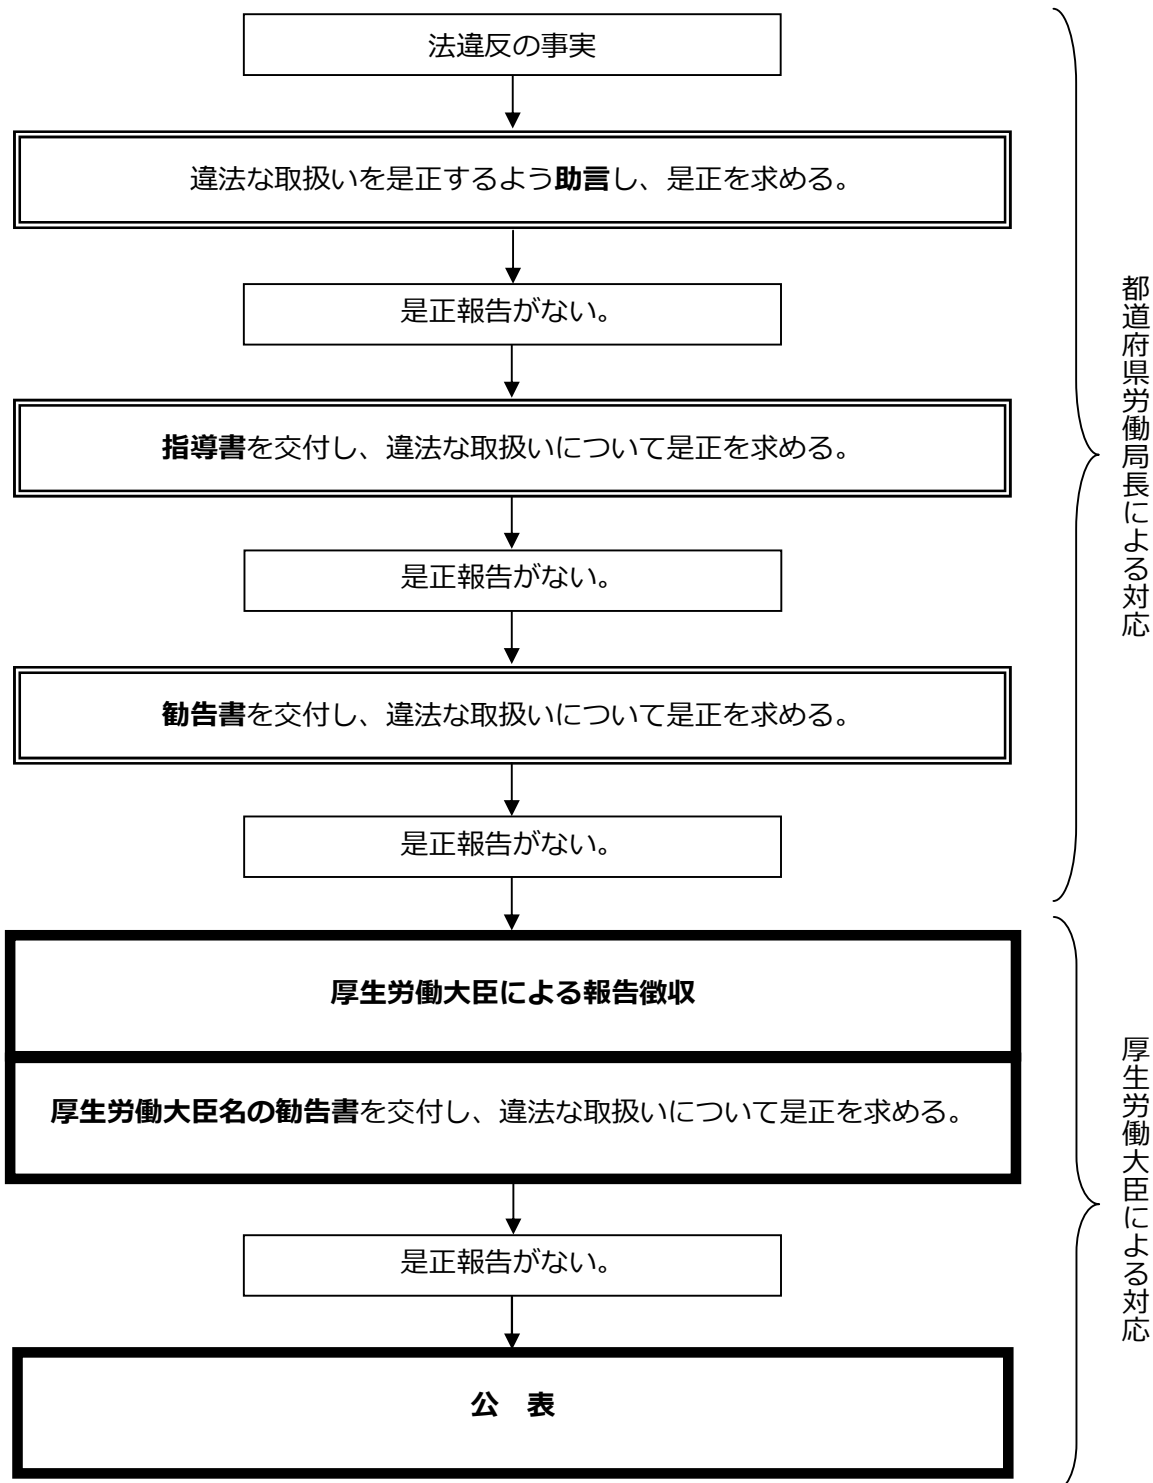 法違反の事実
違法な取扱いを是正するよう助言し、是正を求める。
是正報告がない。
指導書を交付し、違法な取扱いについて是正を求める。
是正報告がない。
勧告書を交付し、違法な取扱いについて是正を求める。
是正報告がない。
都道府県労働局長による対応
厚生労働大臣による報告徴収
厚生労働大臣名の勧告書を交付し、違法な取扱いについて是正を求める。
是正報告がない。
公　表
厚生労働大臣による対応